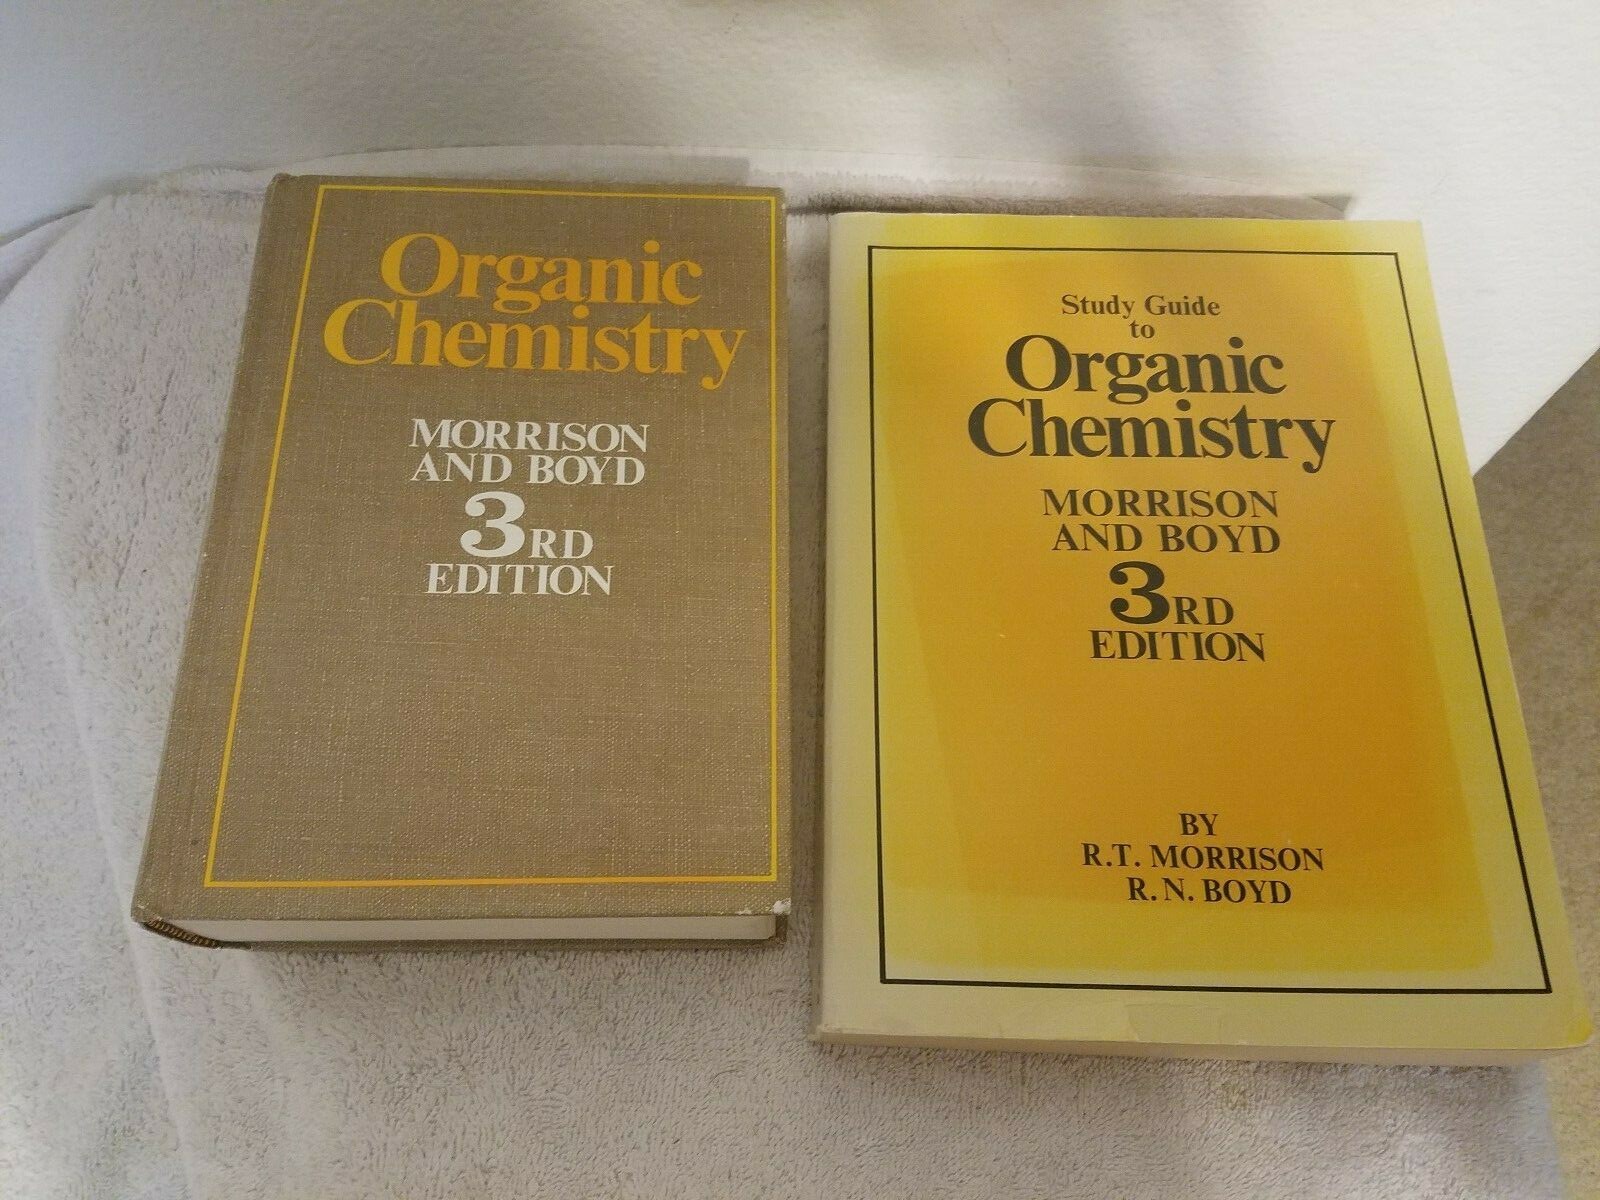 Organic
Chemistry
MORRISON
AND BOYD
3RD
EDITION
Study Guide
to
Organic
Chemistry
MORRISON
AND BOYD
3RD
EDITION
BY
R.T. MORRISON
R. N. BOYD